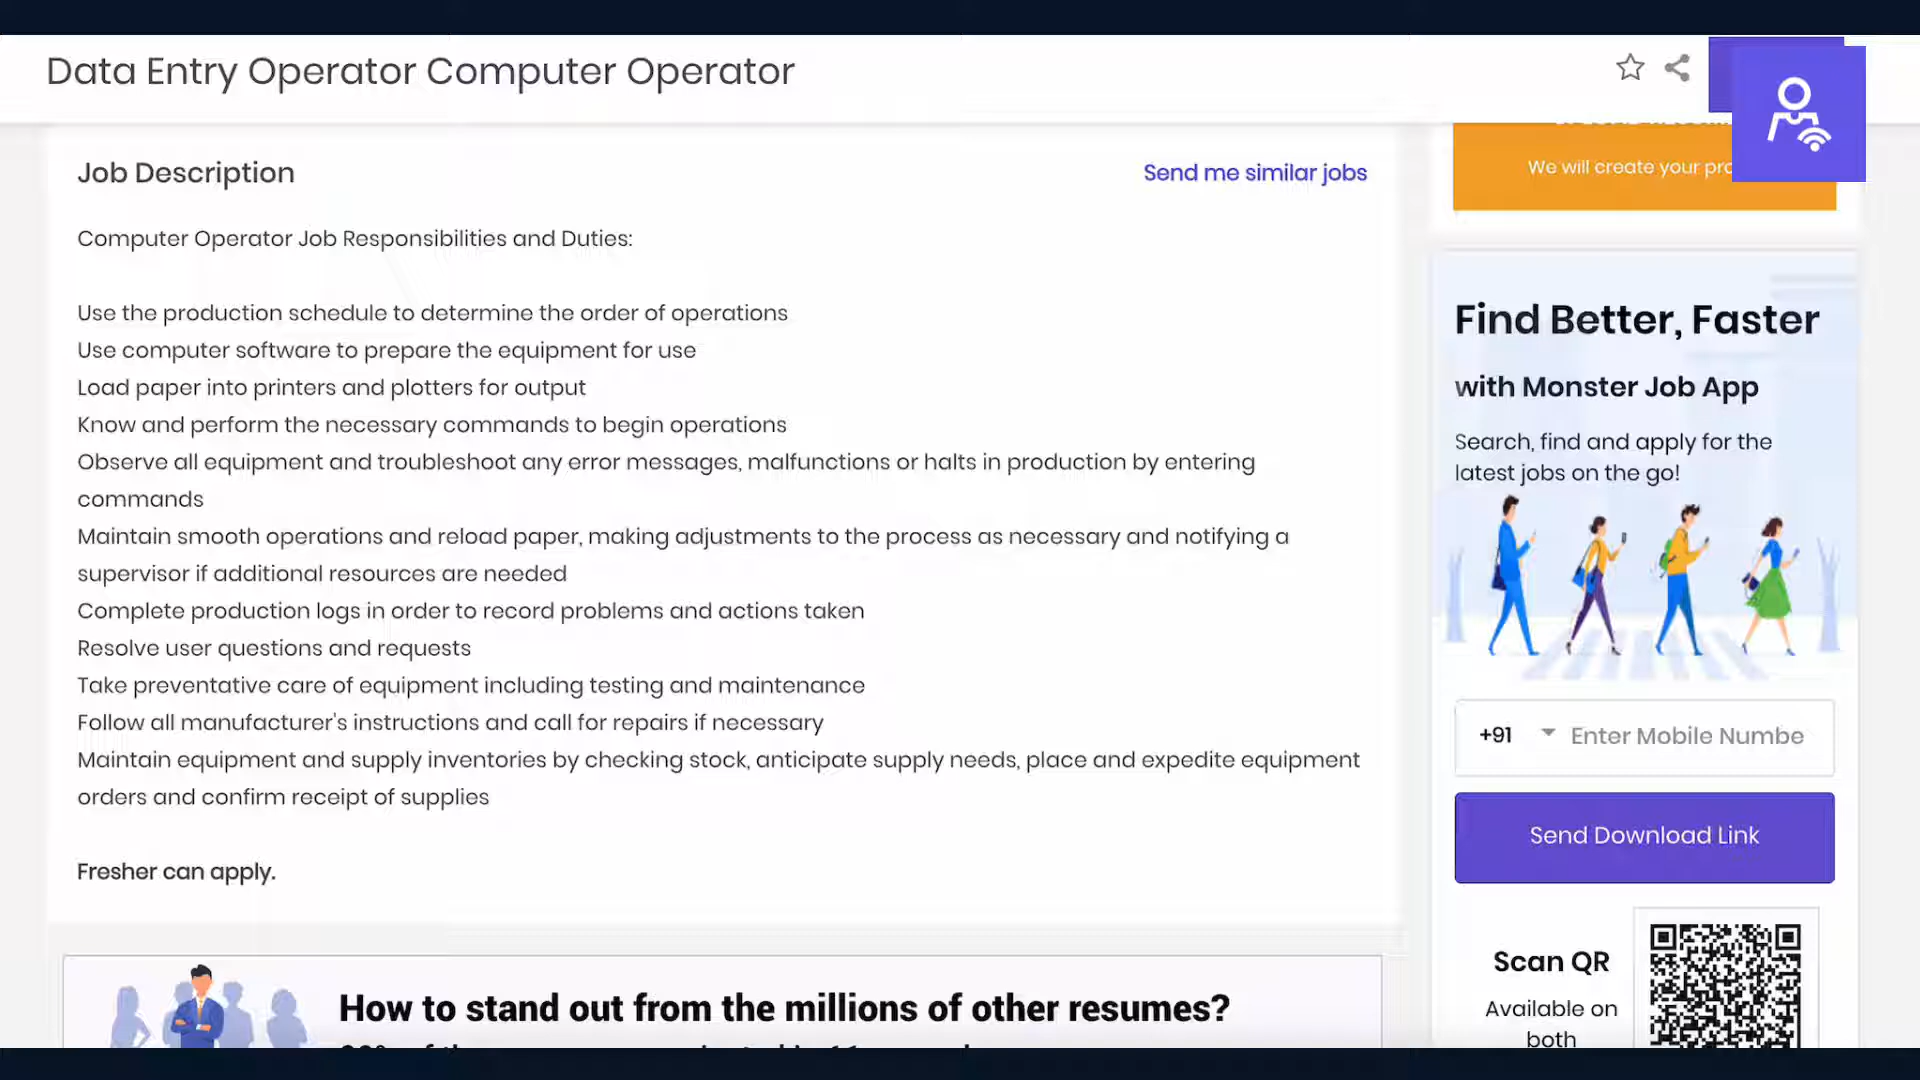 Data Entry Operator Computer Operator
We will create your
Job Description
Send me similar jobs
Computer Operator Job Responsibilities and Duties:
Use the production schedule to determine the order of operations
Use computer software to prepare the equipment for use
Load paper into printers and plotters for output
Know and perform the necessary commands to begin operations
Observe all equipment and troubleshoot any error messages, malfunctions or halts in production by entering
commands
Maintain smooth operations and reload paper, making adjustments to the process as necessary and notifying a
supervisor if additional resources are needed
Complete production logs in order to record problems and actions taken
Resolve user questions and requests
Take preventative care of equipment including testing and maintenance
Follow all manufacturer's instructions and call for repairs if necessary
Maintain equipment and supply inventories by checking stock, anticipate supply needs, place and expedite equipment
orders and confirm receipt of supplies
Fresher can apply.
Find Better, Faster
with Monster Job App
Search, find and apply for the
latest jobs on the go!
+91 Enter Mobile Numbe
Send Download Link
Scan QR
Available on
both
How to stand out from the millions of other resumes?